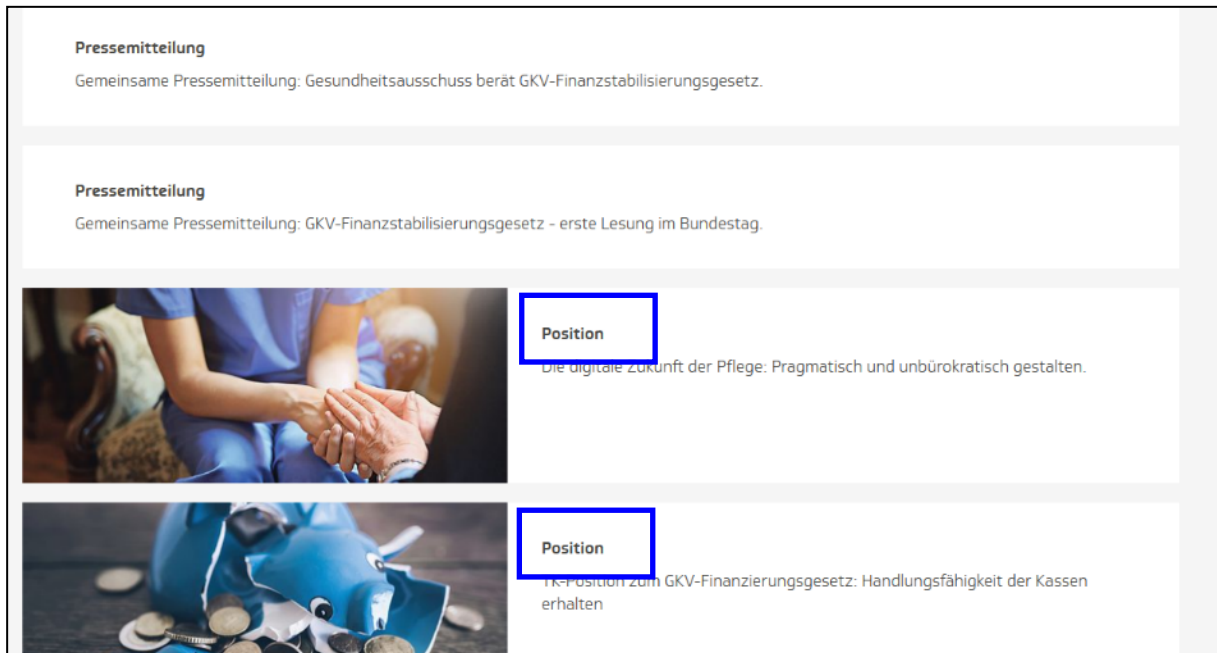 Pressemitteilung
Gemeinsame Pressemitteilung: Gesundheitsausschuss berät GKV-Finanzstabilisierungsgesetz.
Pressemitteilung
Gemeinsame Pressemitteilung: GKV-Finanzstabilisierungsgesetz - erste Lesung im Bundestag.
Position
Die digitale Zukunft der Pflege: Pragmatisch und unbürokratisch gestalten.
Position
TK-Position zum GKV-Finanzierungsgesetz: Handlungsfähigkeit der Kassen
erhalten